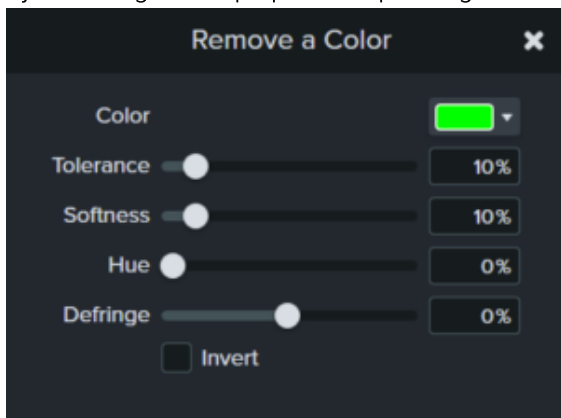 Remove a Color
Color
Tolerance 10%
Softness 10%
Hue 0%
Defringe 0%
Invert